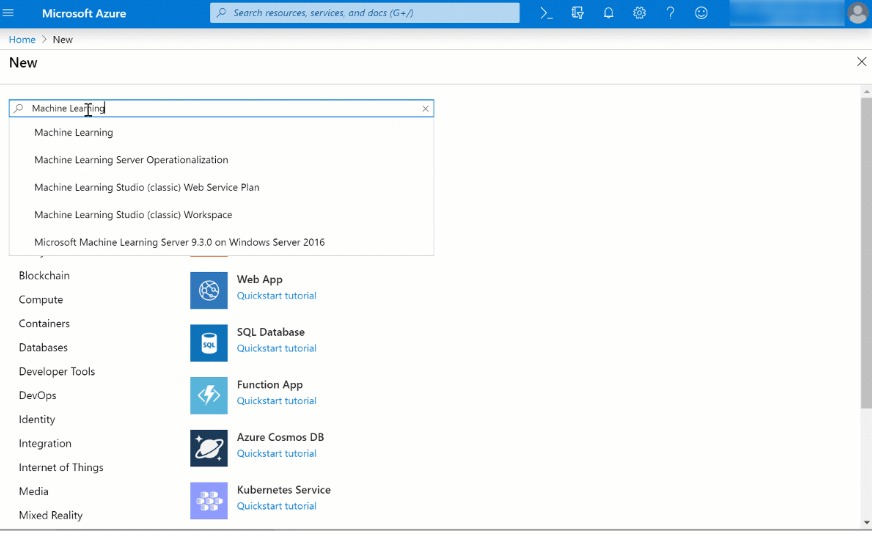 Microsoft Azure
Search resources, services, and docs (G+/)
Home > New
New
Machine Learning
Machine Learning
Machine Learning Server Operationalization
Machine Learning Studio (classic) Web Service Plan
Machine Learning Studio (classic) Workspace
Microsoft Machine Learning Server 9.3.0 on Windows Server 2016
Blockchain
Compute
Containers
Databases
Developer Tools
DevOps
Identity
Integration
Internet of Things
Media
Mixed Reality
Web App
Quickstart tutorial
SQL
SQL Database
Quickstart tutorial
Function App
Quickstart tutorial
Azure Cosmos DB
Quickstart tutorial
Kubernetes Service
Quickstart tutorial